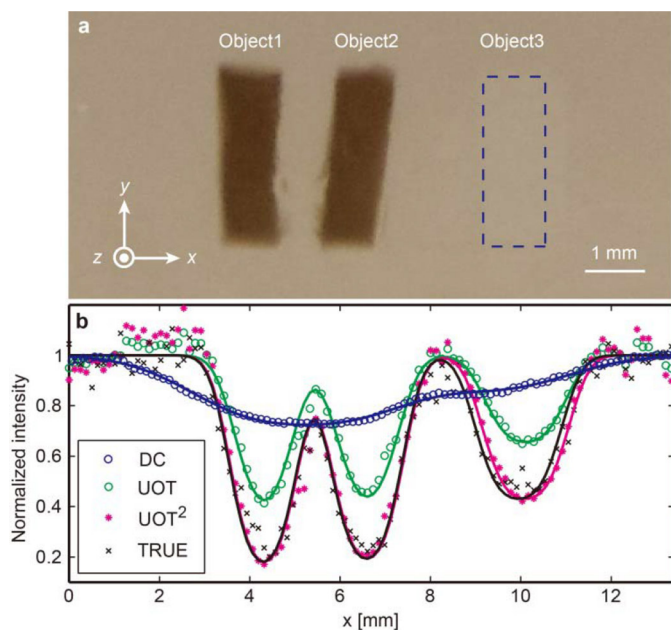 a
Object1 Object2 Object3
y
z x
1 mm
b
1
0.8
0.6
0.4
0.2
Normalized intensity
DC
UOT
UOT²
TRUE
0 2 4 6 8 10 12
x [mm]